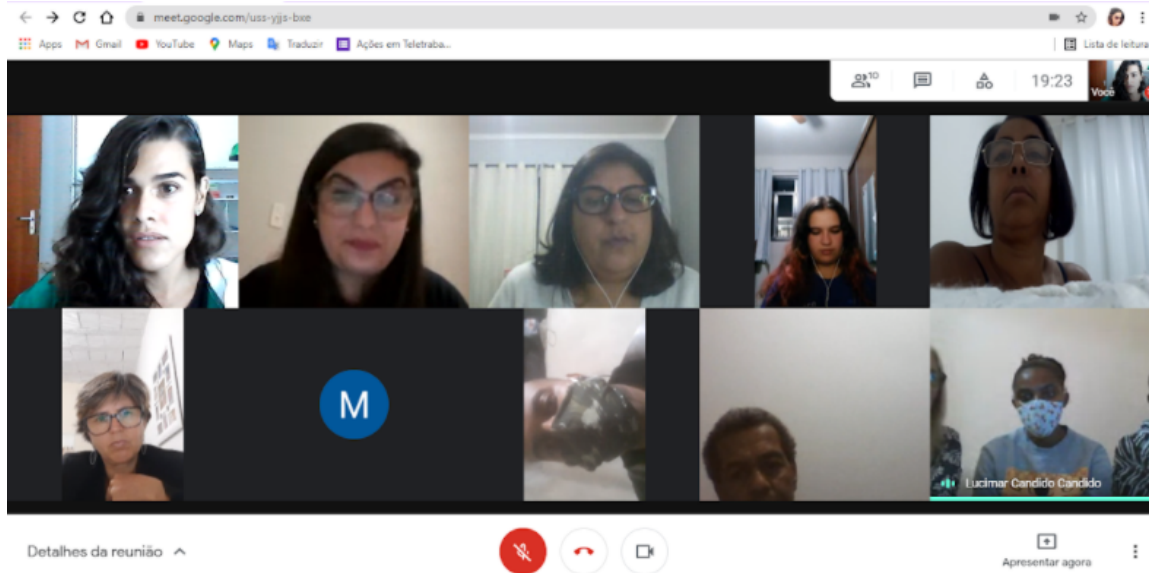 meet.google.com/uss-yjjs-bxe
Apps Gmail YouTube Maps Traduzir Ações em Teletraba... Lista de leitura
10 19:23 Você
M
Lucimar Candido Candido
Detalhes da reunião
Apresentar agora